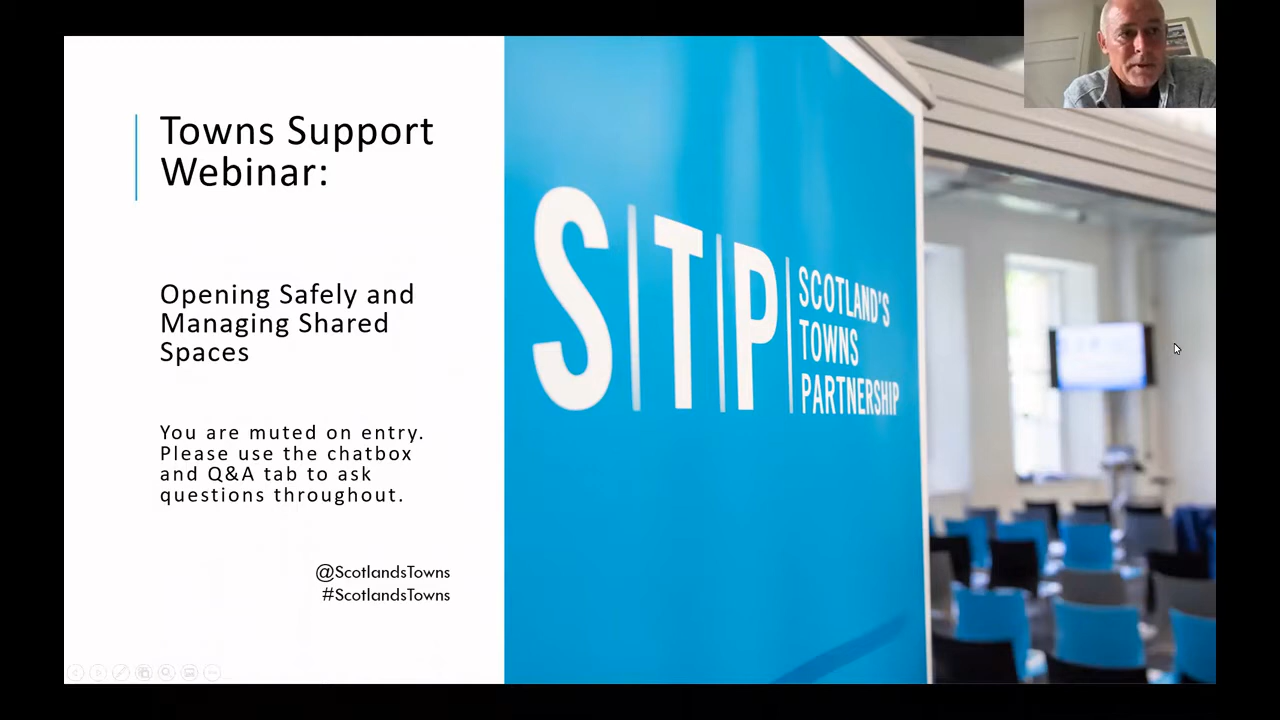 Towns Support
Webinar:
Opening Safely and
Managing Shared
Spaces
You are muted on entry.
Please use the chatbox
and Q&A tab to ask
questions throughout.
@ScotlandsTowns
#ScotlandsTowns
STP
SCOTLAND'S
TOWNS
PARTNERSHIP